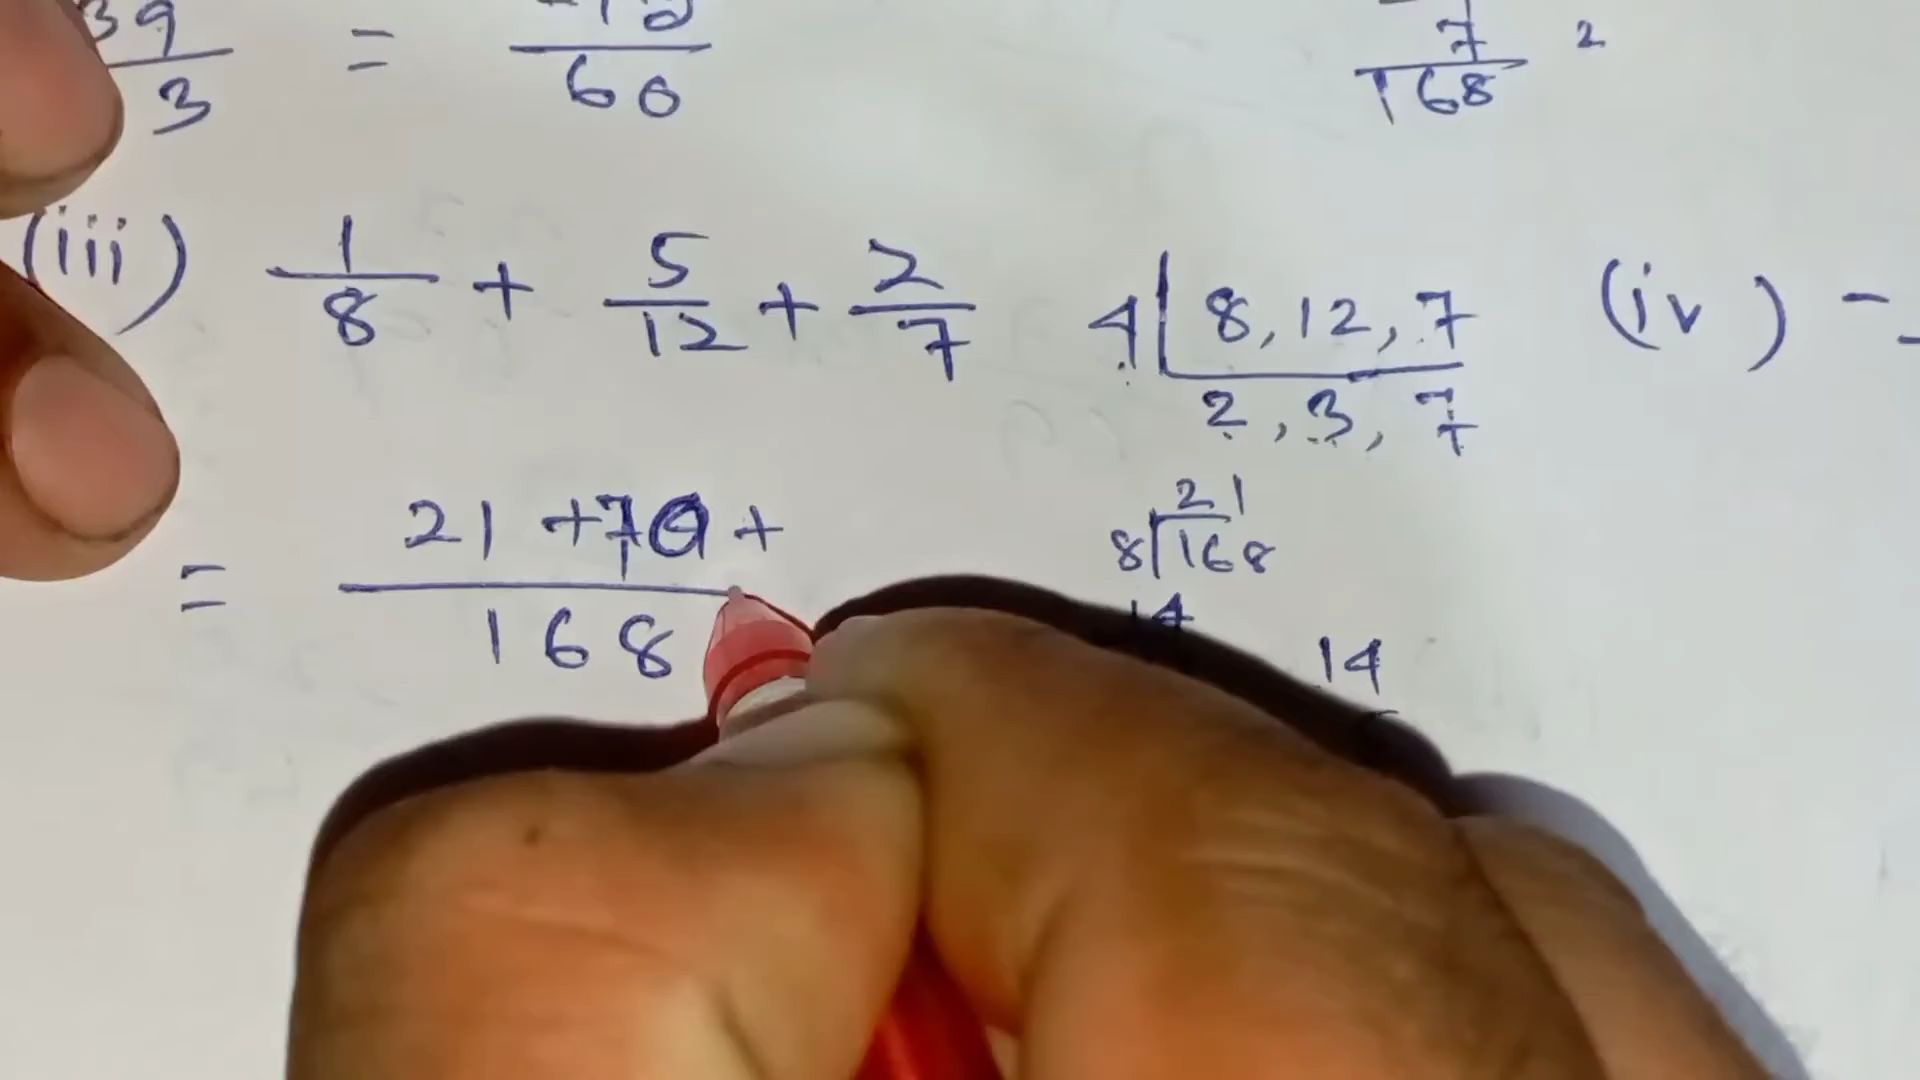 39/3 = /60
7/168 2
(iii) 1/8 + 5/12 + 2/7 4 | 8, 12, 7 (iv) -
2, 3, 7
= 21 + 70 + / 168
21
8 | 168
14
14